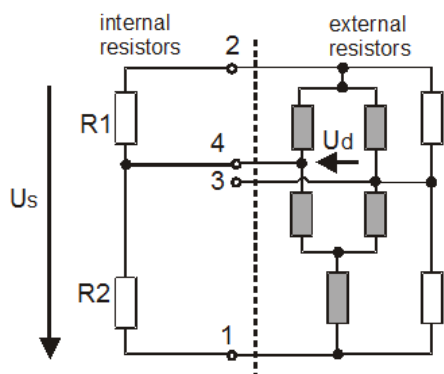 internal
resistors
external
resistors
2
R1
4
Ud
3
Us
R2
1